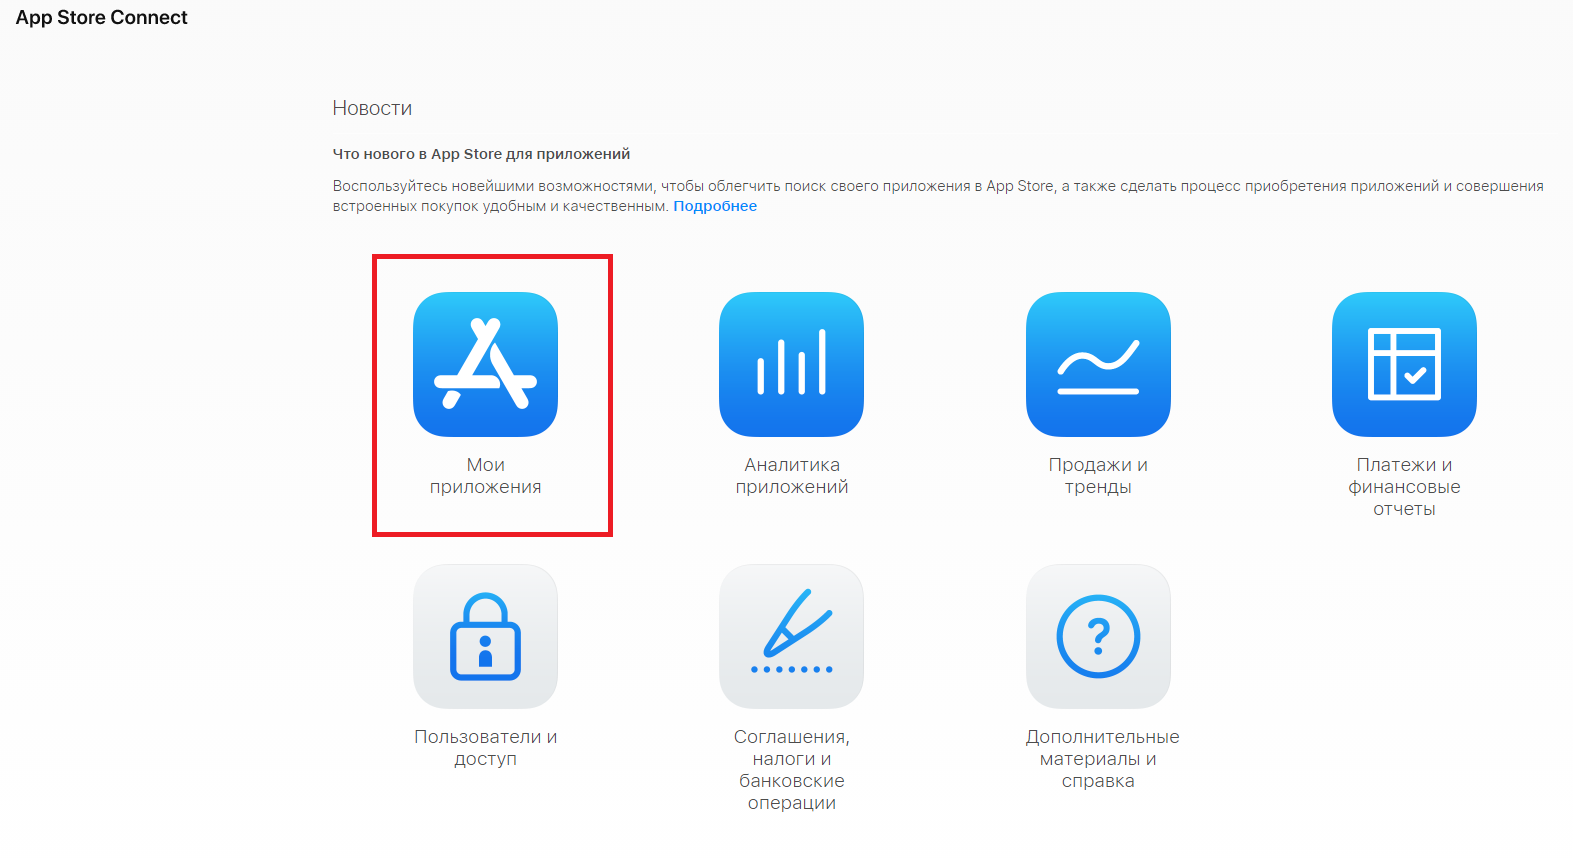 App Store Connect
Новости
Что нового в App Store для приложений
Воспользуйтесь новейшими возможностями, чтобы облегчить поиск своего приложения в App Store, а также сделать процесс приобретения приложений и совершения
встроенных покупок удобным и качественным. Подробнее
Мои
приложения
Аналитика
приложений
Продажи и
тренды
Платежи и
финансовые
отчеты
Пользователи и
доступ
Соглашения,
налоги и
банковские
операции
Дополнительные
материалы и
справка